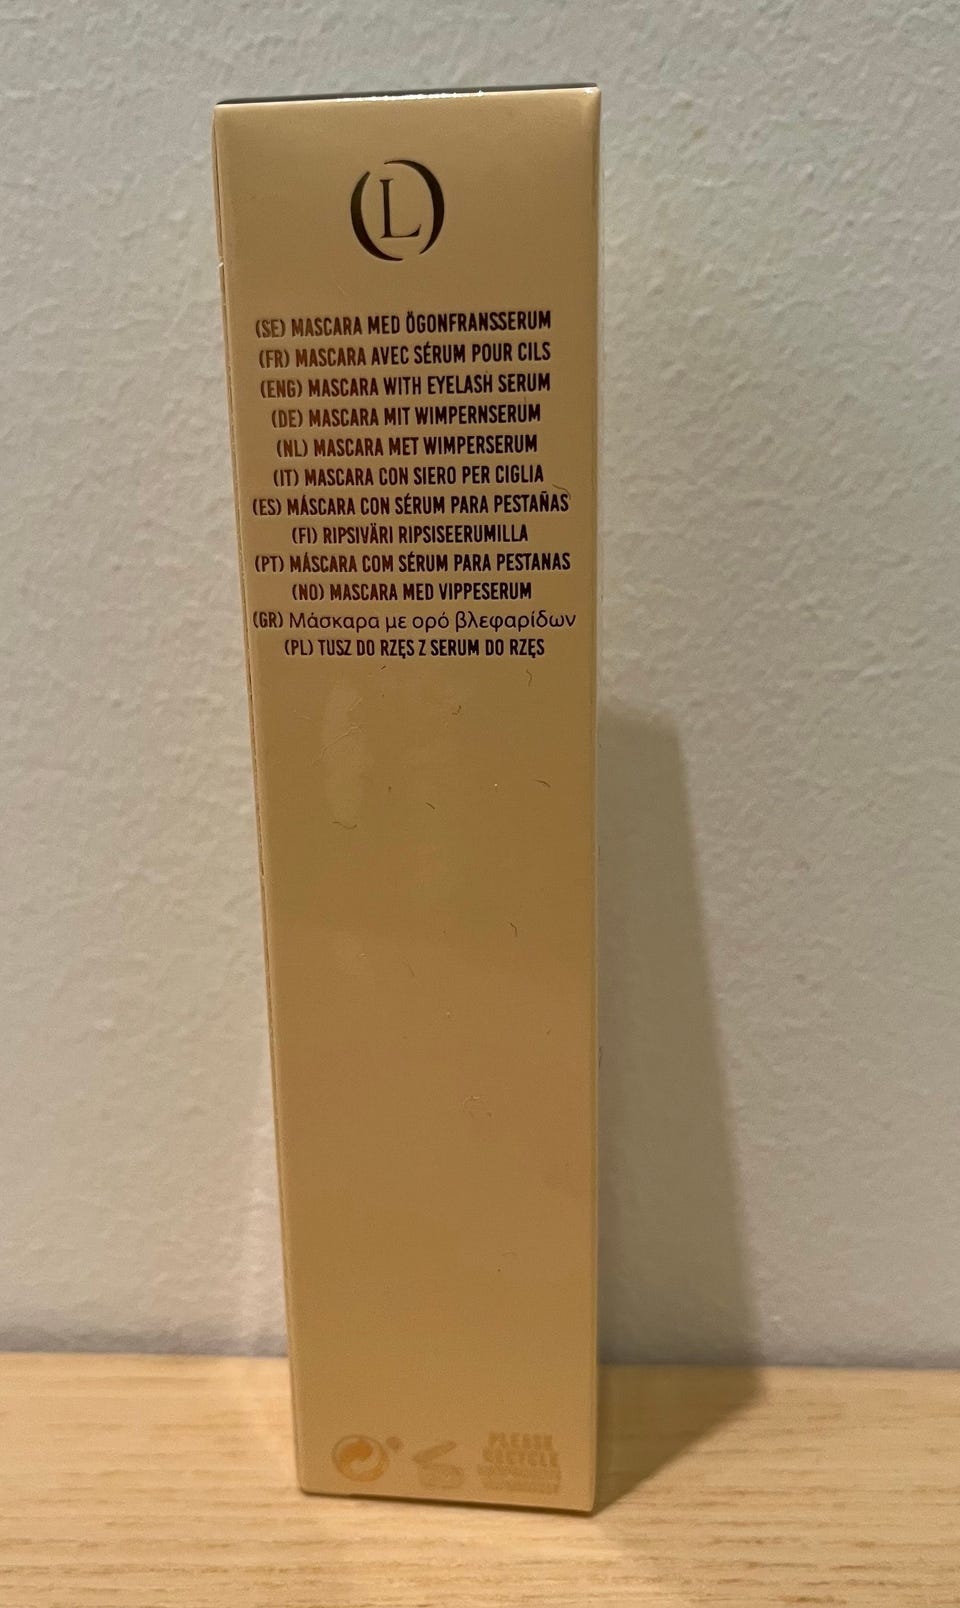 L
(SE) MASCARA MED ÖGONFRANSSERUM
(FR) MASCARA AVEC SÉRUM POUR CILS
(ENG) MASCARA WITH EYELASH SERUM
(DE) MASCARA MIT WIMPERNSERUM
(NL) MASCARA MET WIMPERSERUM
(IT) MASCARA CON SIERO PER CIGLIA
(ES) MÁSCARA CON SÉRUM PARA PESTAÑAS
(FI) RIPSIVÄRI RIPSISEERUMILLA
(PT) MÁSCARA COM SÉRUM PARA PESTANAS
(NO) MASCARA MED VIPPESERUM
(GR) Μάσκαρα με ορό βλεφαρίδων
(PL) TUSZ DO RZĘS Z SERUM DO RZĘS
PLEASE
RECYCLE